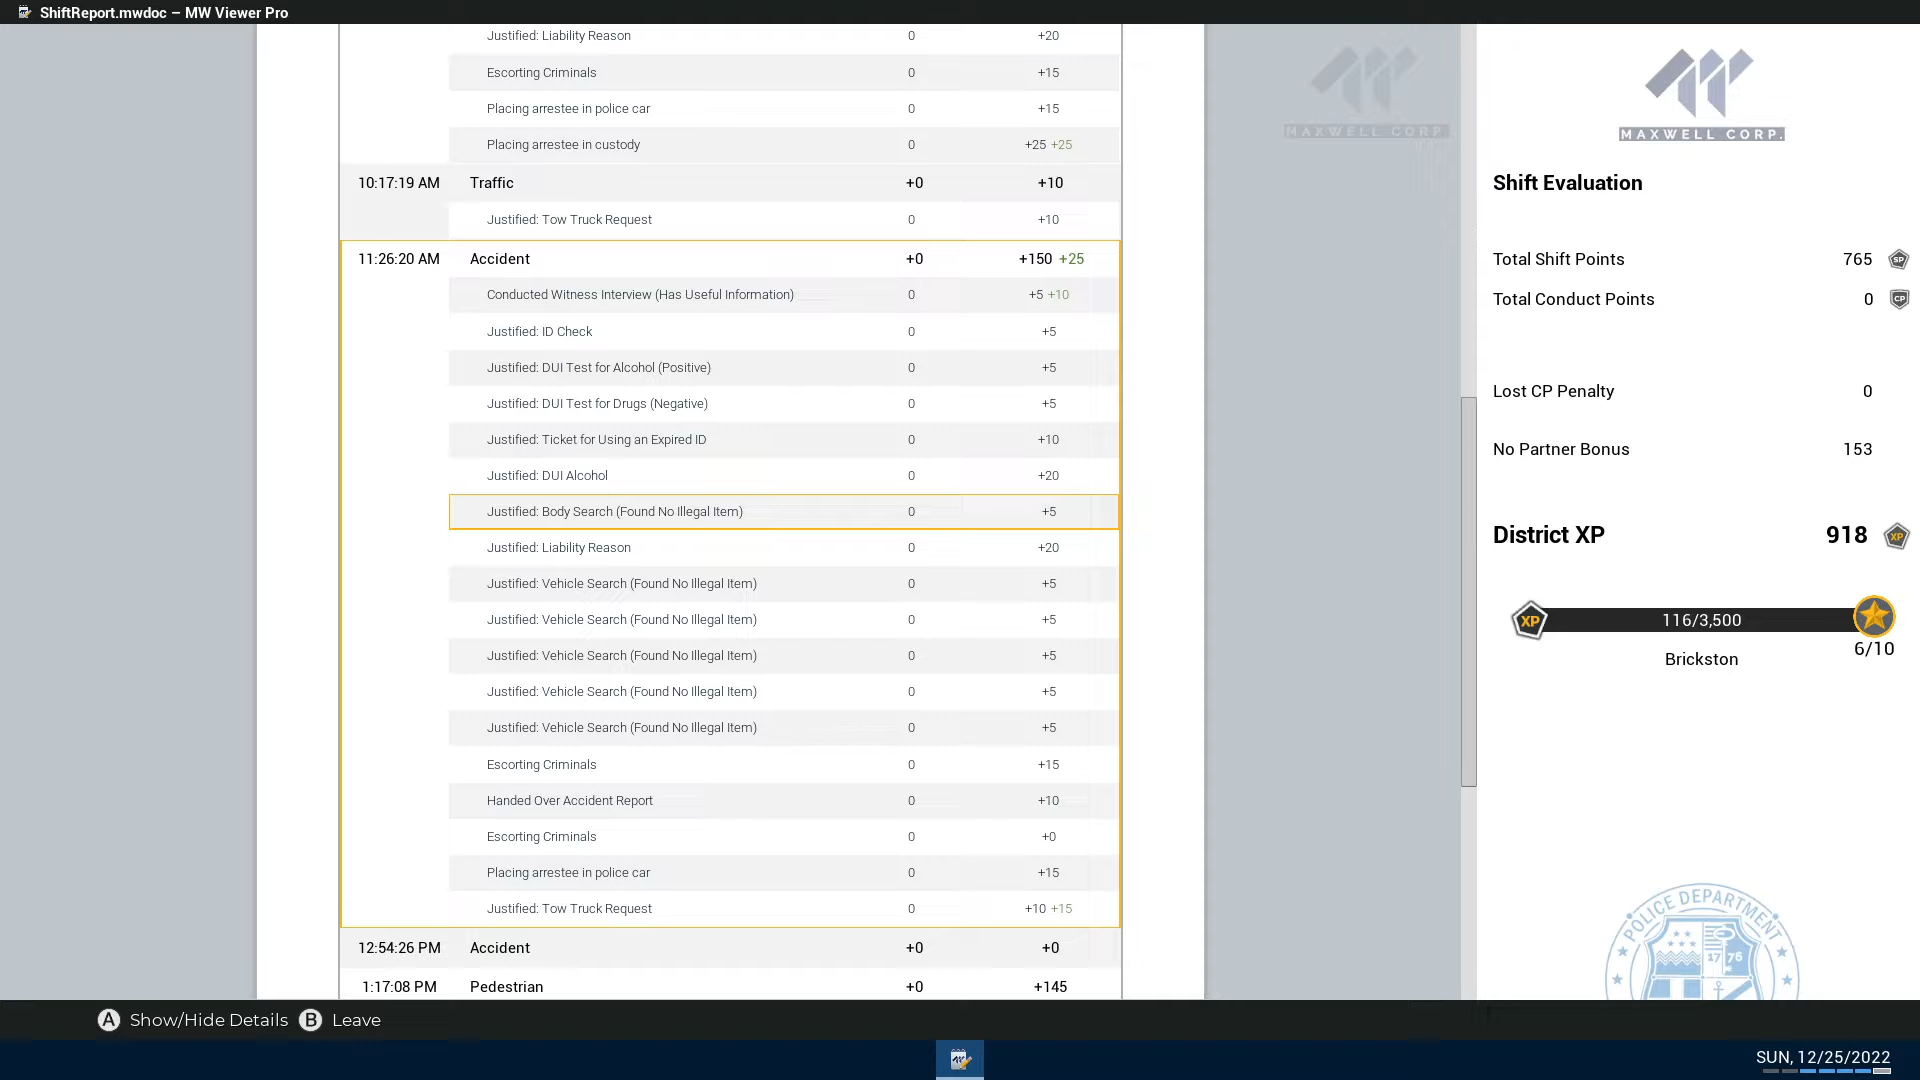 ShiftReport.mwdoc – MW Viewer Pro
Justified: Liability Reason 0 +20
Escorting Criminals 0 +15
Placing arrestee in police car 0 +15
Placing arrestee in custody 0 +25 +25
10:17:19 AM Traffic +0 +10
Justified: Tow Truck Request 0 +10
11:26:20 AM Accident +0 +150 +25
Conducted Witness Interview (Has Useful Information) 0 +5 +10
Justified: ID Check 0 +5
Justified: DUI Test for Alcohol (Positive) 0 +5
Justified: DUI Test for Drugs (Negative) 0 +5
Justified: Ticket for Using an Expired ID 0 +10
Justified: DUI Alcohol 0 +20
Justified: Body Search (Found No Illegal Item) 0 +5
Justified: Liability Reason 0 +20
Justified: Vehicle Search (Found No Illegal Item) 0 +5
Justified: Vehicle Search (Found No Illegal Item) 0 +5
Justified: Vehicle Search (Found No Illegal Item) 0 +5
Justified: Vehicle Search (Found No Illegal Item) 0 +5
Justified: Vehicle Search (Found No Illegal Item) 0 +5
Escorting Criminals 0 +15
Handed Over Accident Report 0 +10
Escorting Criminals 0 +0
Placing arrestee in police car 0 +15
Justified: Tow Truck Request 0 +10 +15
12:54:26 PM Accident +0 +0
1:17:08 PM Pedestrian +0 +145
MAXWELL CORP.
MAXWELL CORP.
Shift Evaluation
Total Shift Points 765 SP
Total Conduct Points 0 CP
Lost CP Penalty 0
No Partner Bonus 153
District XP 918 XP
XP 116/3,500
6/10
Brickston
POLICE DEPARTMENT
17 76
A Show/Hide Details B Leave
SUN, 12/25/2022